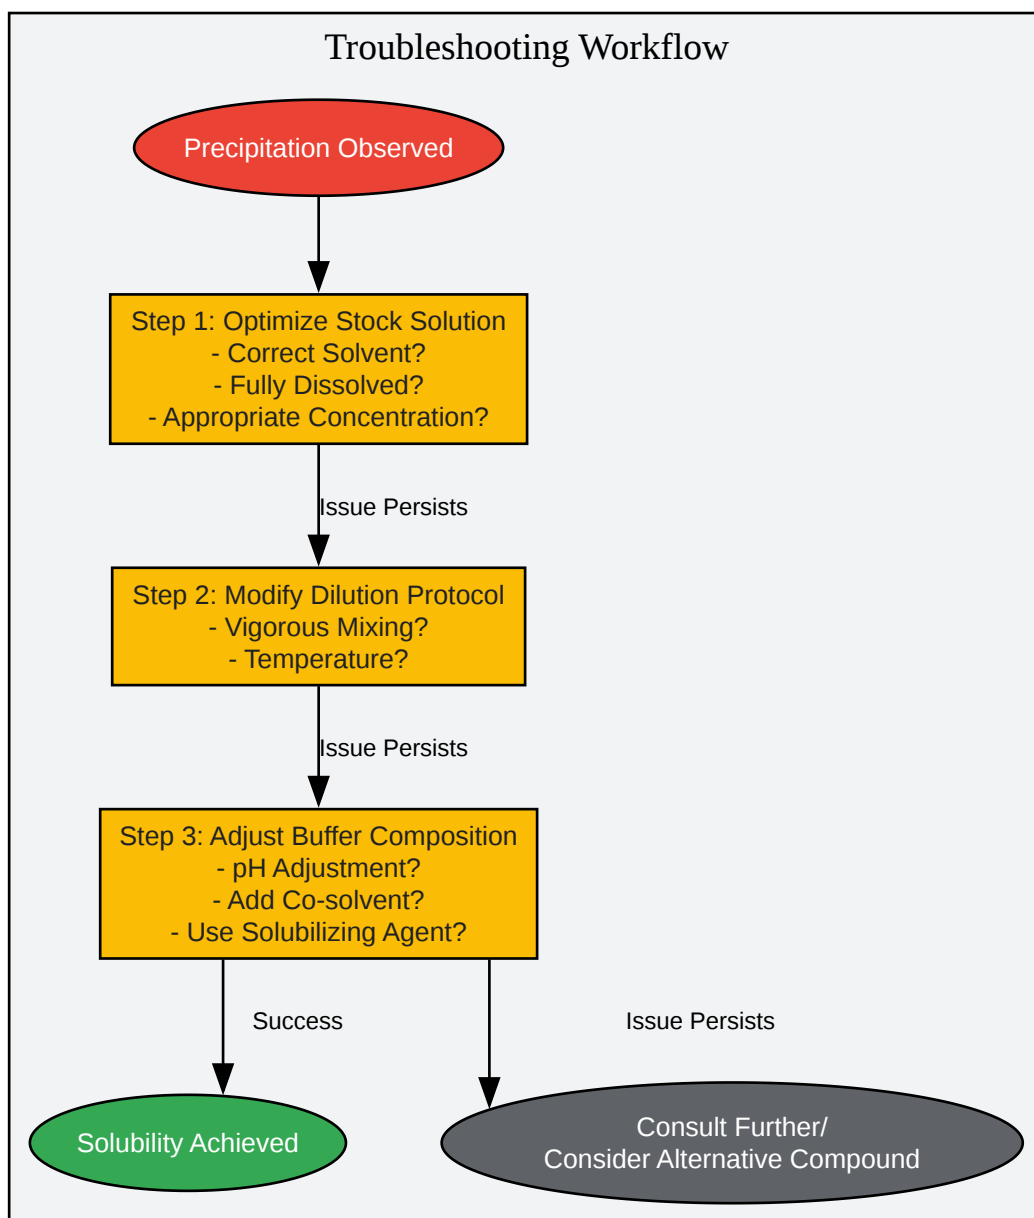 Troubleshooting Workflow
Precipitation Observed
Step 1: Optimize Stock Solution
- Correct Solvent?
- Fully Dissolved?
- Appropriate Concentration?
Issue Persists
Step 2: Modify Dilution Protocol
- Vigorous Mixing?
- Temperature?
Issue Persists
Step 3: Adjust Buffer Composition
- pH Adjustment?
- Add Co-solvent?
- Use Solubilizing Agent?
Success
Issue Persists
Solubility Achieved
Consult Further/
Consider Alternative Compound